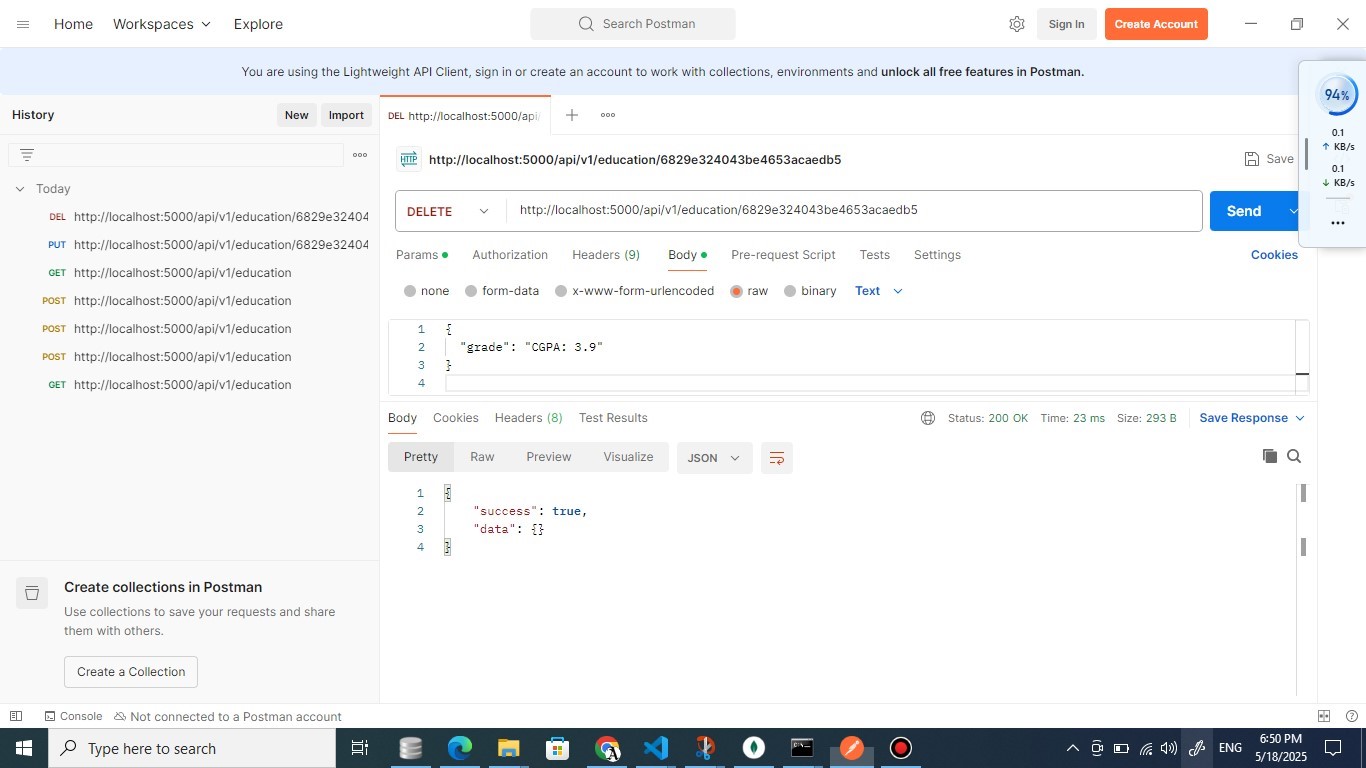 Home Workspaces Explore Search Postman Sign In Create Account
You are using the Lightweight API Client, sign in or create an account to work with collections, environments and unlock all free features in Postman.
History New Import
DEL http://localhost:5000/api/
94%
0.1
↑ KB/s
0.1
↓ KB/s
HTTP http://localhost:5000/api/v1/education/6829e324043be4653acaedb5 Save
Today
DEL http://localhost:5000/api/v1/education/6829e32404
PUT http://localhost:5000/api/v1/education/6829e32404
GET http://localhost:5000/api/v1/education
POST http://localhost:5000/api/v1/education
POST http://localhost:5000/api/v1/education
POST http://localhost:5000/api/v1/education
GET http://localhost:5000/api/v1/education
DELETE http://localhost:5000/api/v1/education/6829e324043be4653acaedb5 Send
Params Authorization Headers (9) Body Pre-request Script Tests Settings Cookies
none form-data x-www-form-urlencoded raw binary Text
1 {
2 "grade": "CGPA: 3.9"
3 }
4
Body Cookies Headers (8) Test Results Status: 200 OK Time: 23 ms Size: 293 B Save Response
Pretty Raw Preview Visualize JSON
1 {
2 "success": true,
3 "data": {}
4 }
Create collections in Postman
Use collections to save your requests and share
them with others.
Create a Collection
Console Not connected to a Postman account
Type here to search
ENG
6:50 PM
5/18/2025